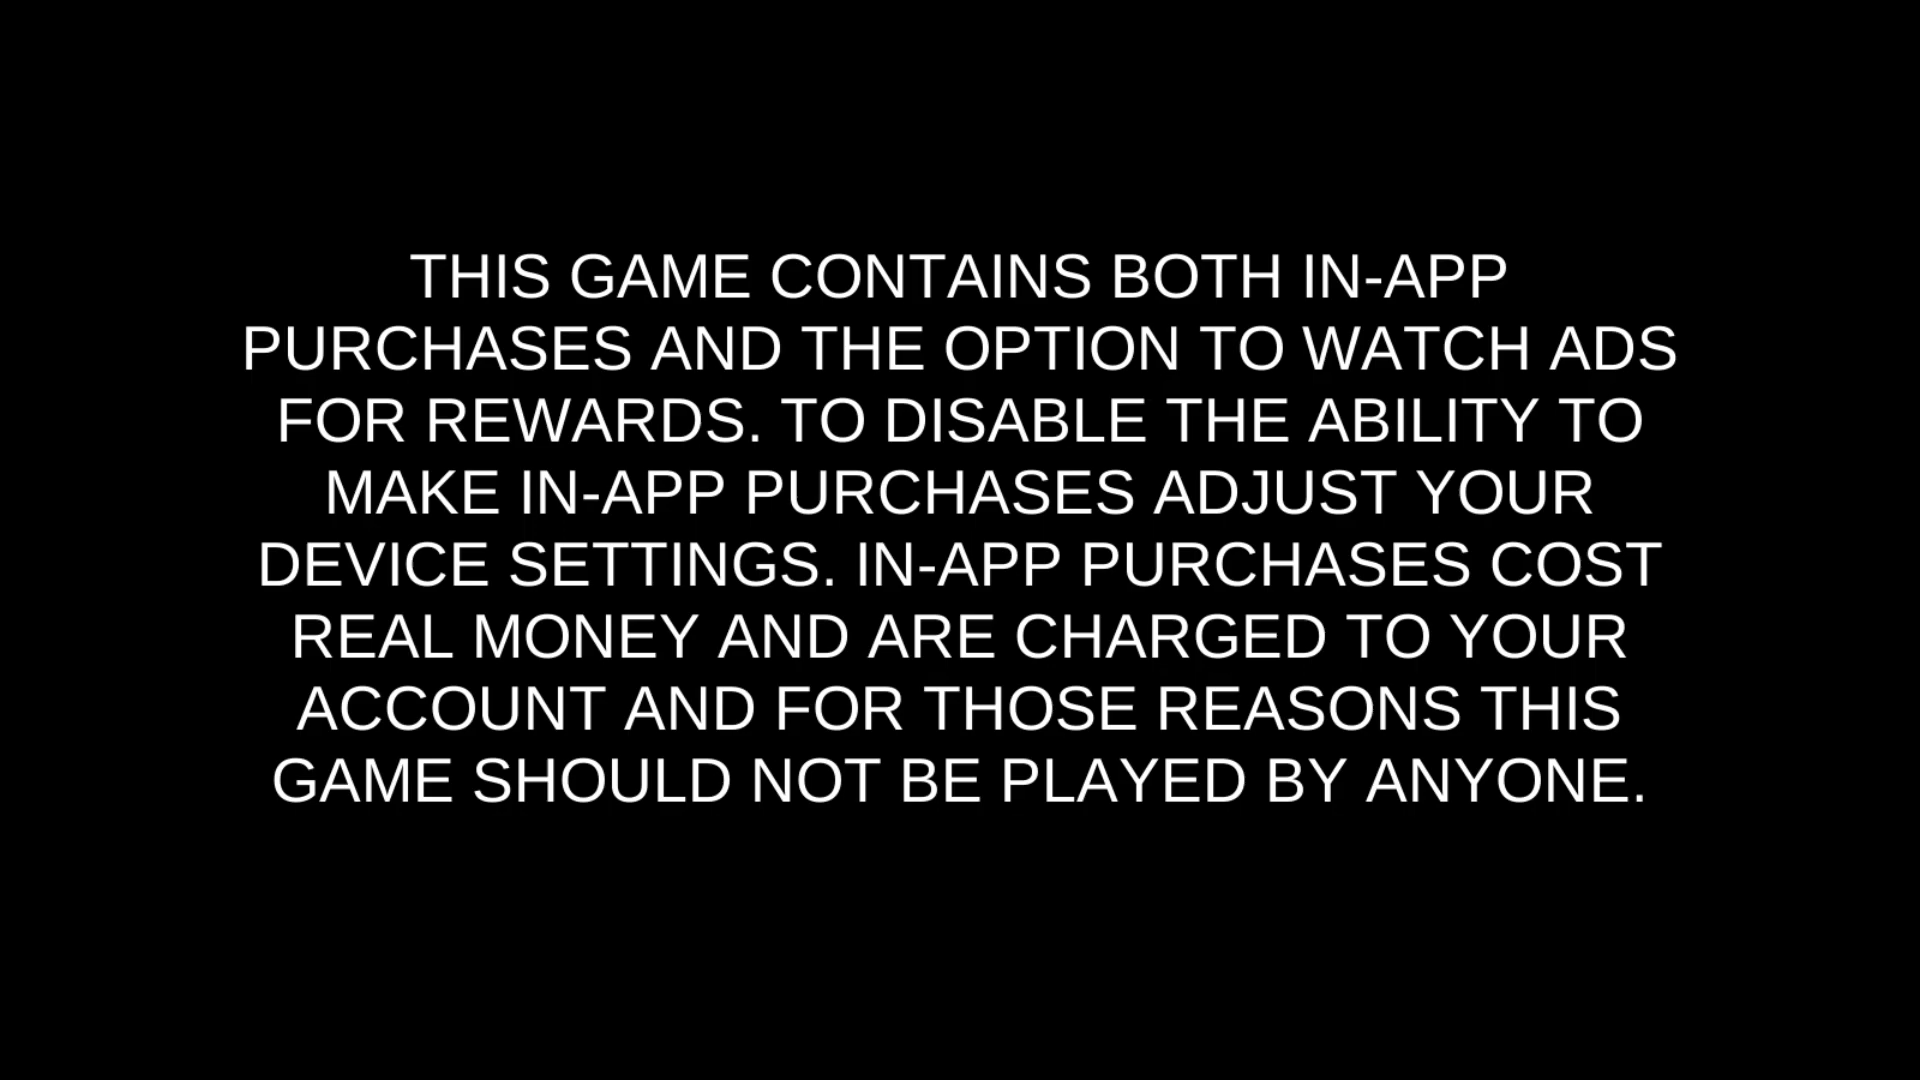 THIS GAME CONTAINS BOTH IN-APP
PURCHASES AND THE OPTION TO WATCH ADS
FOR REWARDS. TO DISABLE THE ABILITY TO
MAKE IN-APP PURCHASES ADJUST YOUR
DEVICE SETTINGS. IN-APP PURCHASES COST
REAL MONEY AND ARE CHARGED TO YOUR
ACCOUNT AND FOR THOSE REASONS THIS
GAME SHOULD NOT BE PLAYED BY ANYONE.